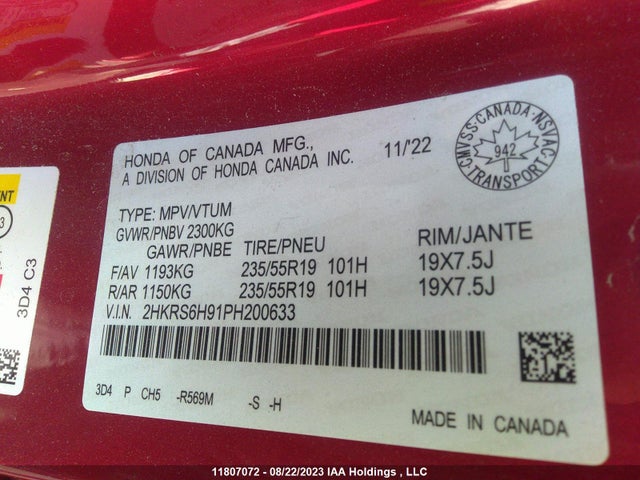 HONDA OF CANADA MFG.,
A DIVISION OF HONDA CANADA INC.
11/'22
CMVSS·CANADA·NSVAC
942
TRANSPORT
TYPE: MPV/VTUM
GVWR/PNBV 2300KG
GAWR/PNBE TIRE/PNEU RIM/JANTE
F/AV 1193KG 235/55R19 101H 19X7.5J
R/AR 1150KG 235/55R19 101H 19X7.5J
V.I.N. 2HKRS6H91PH200633
3D4 P CH5 -R569M -S -H
MADE IN CANADA
3D4 C3
11807072 - 08/22/2023 IAA Holdings , LLC